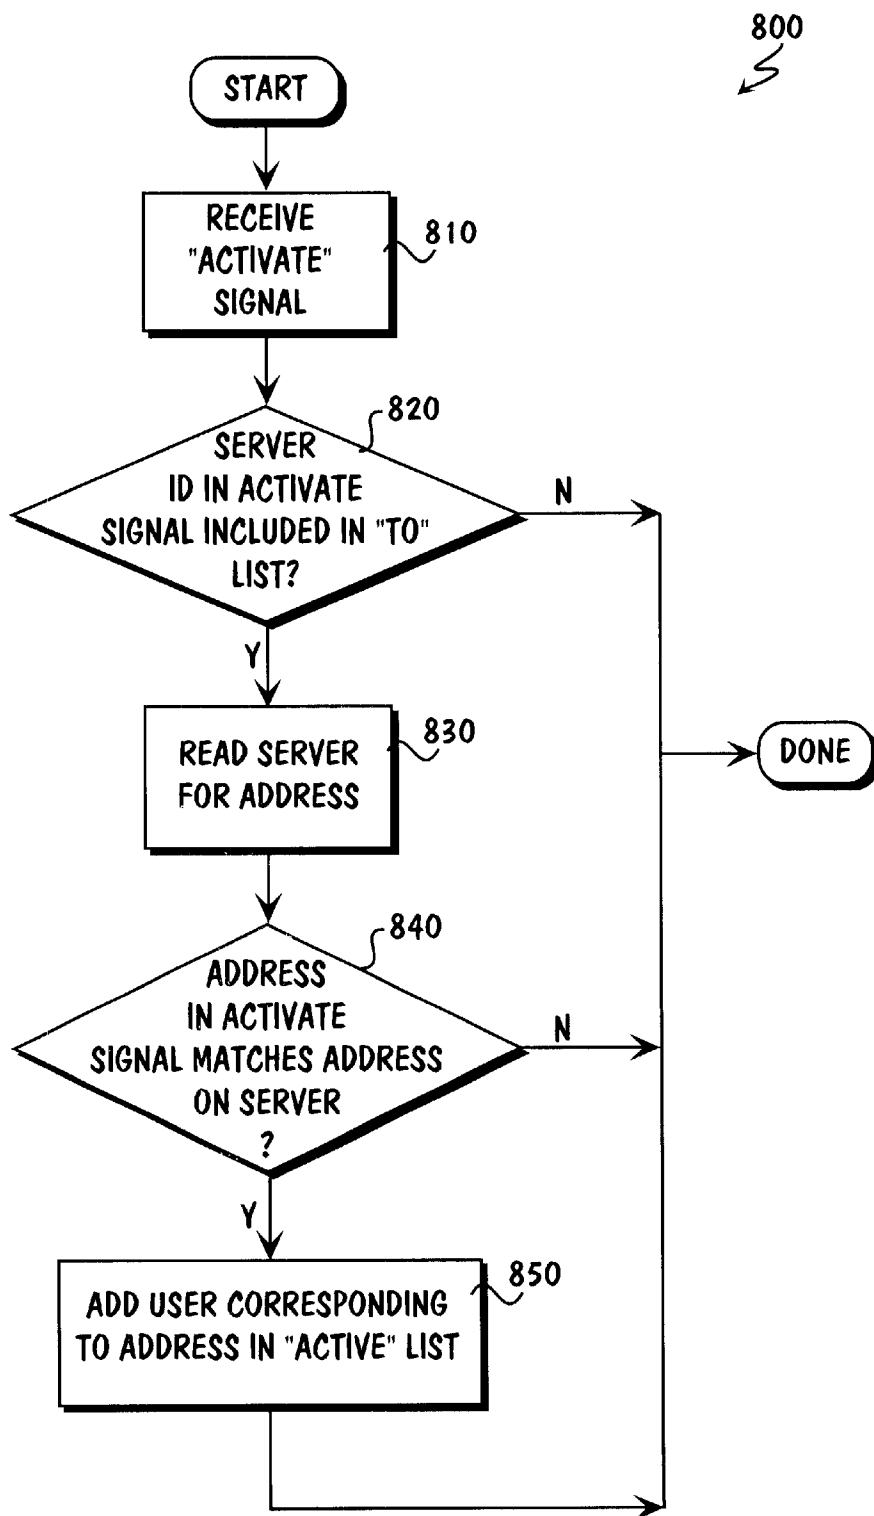 800
START
RECEIVE
"ACTIVATE"
SIGNAL
810
820
SERVER
ID IN ACTIVATE
SIGNAL INCLUDED IN "TO"
LIST?
N
Y
READ SERVER
FOR ADDRESS
830
DONE
840
ADDRESS
IN ACTIVATE
SIGNAL MATCHES ADDRESS
ON SERVER
?
N
Y
850
ADD USER CORRESPONDING
TO ADDRESS IN "ACTIVE" LIST